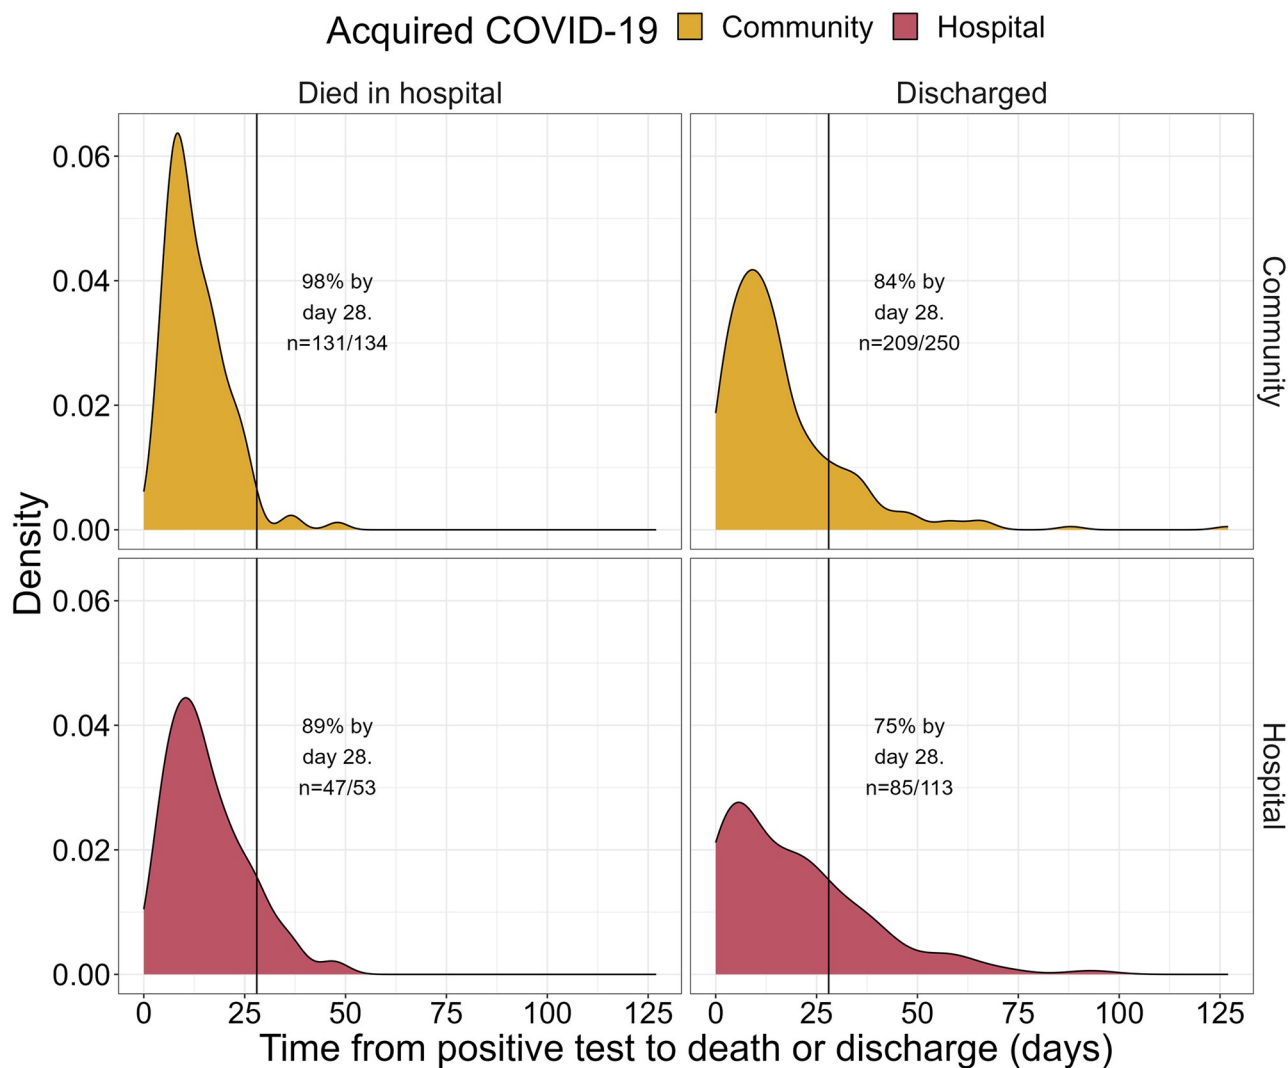 Acquired COVID-19 Community Hospital
Died in hospital
Discharged
0.06
0.04
0.02
0.00
98% by
day 28.
n=131/134
84% by
day 28.
n=209/250
Community
Density
0.06
0.04
0.02
0.00
89% by
day 28.
n=47/53
75% by
day 28.
n=85/113
Hospital
0 25 50 75 100 125
0 25 50 75 100 125
Time from positive test to death or discharge (days)